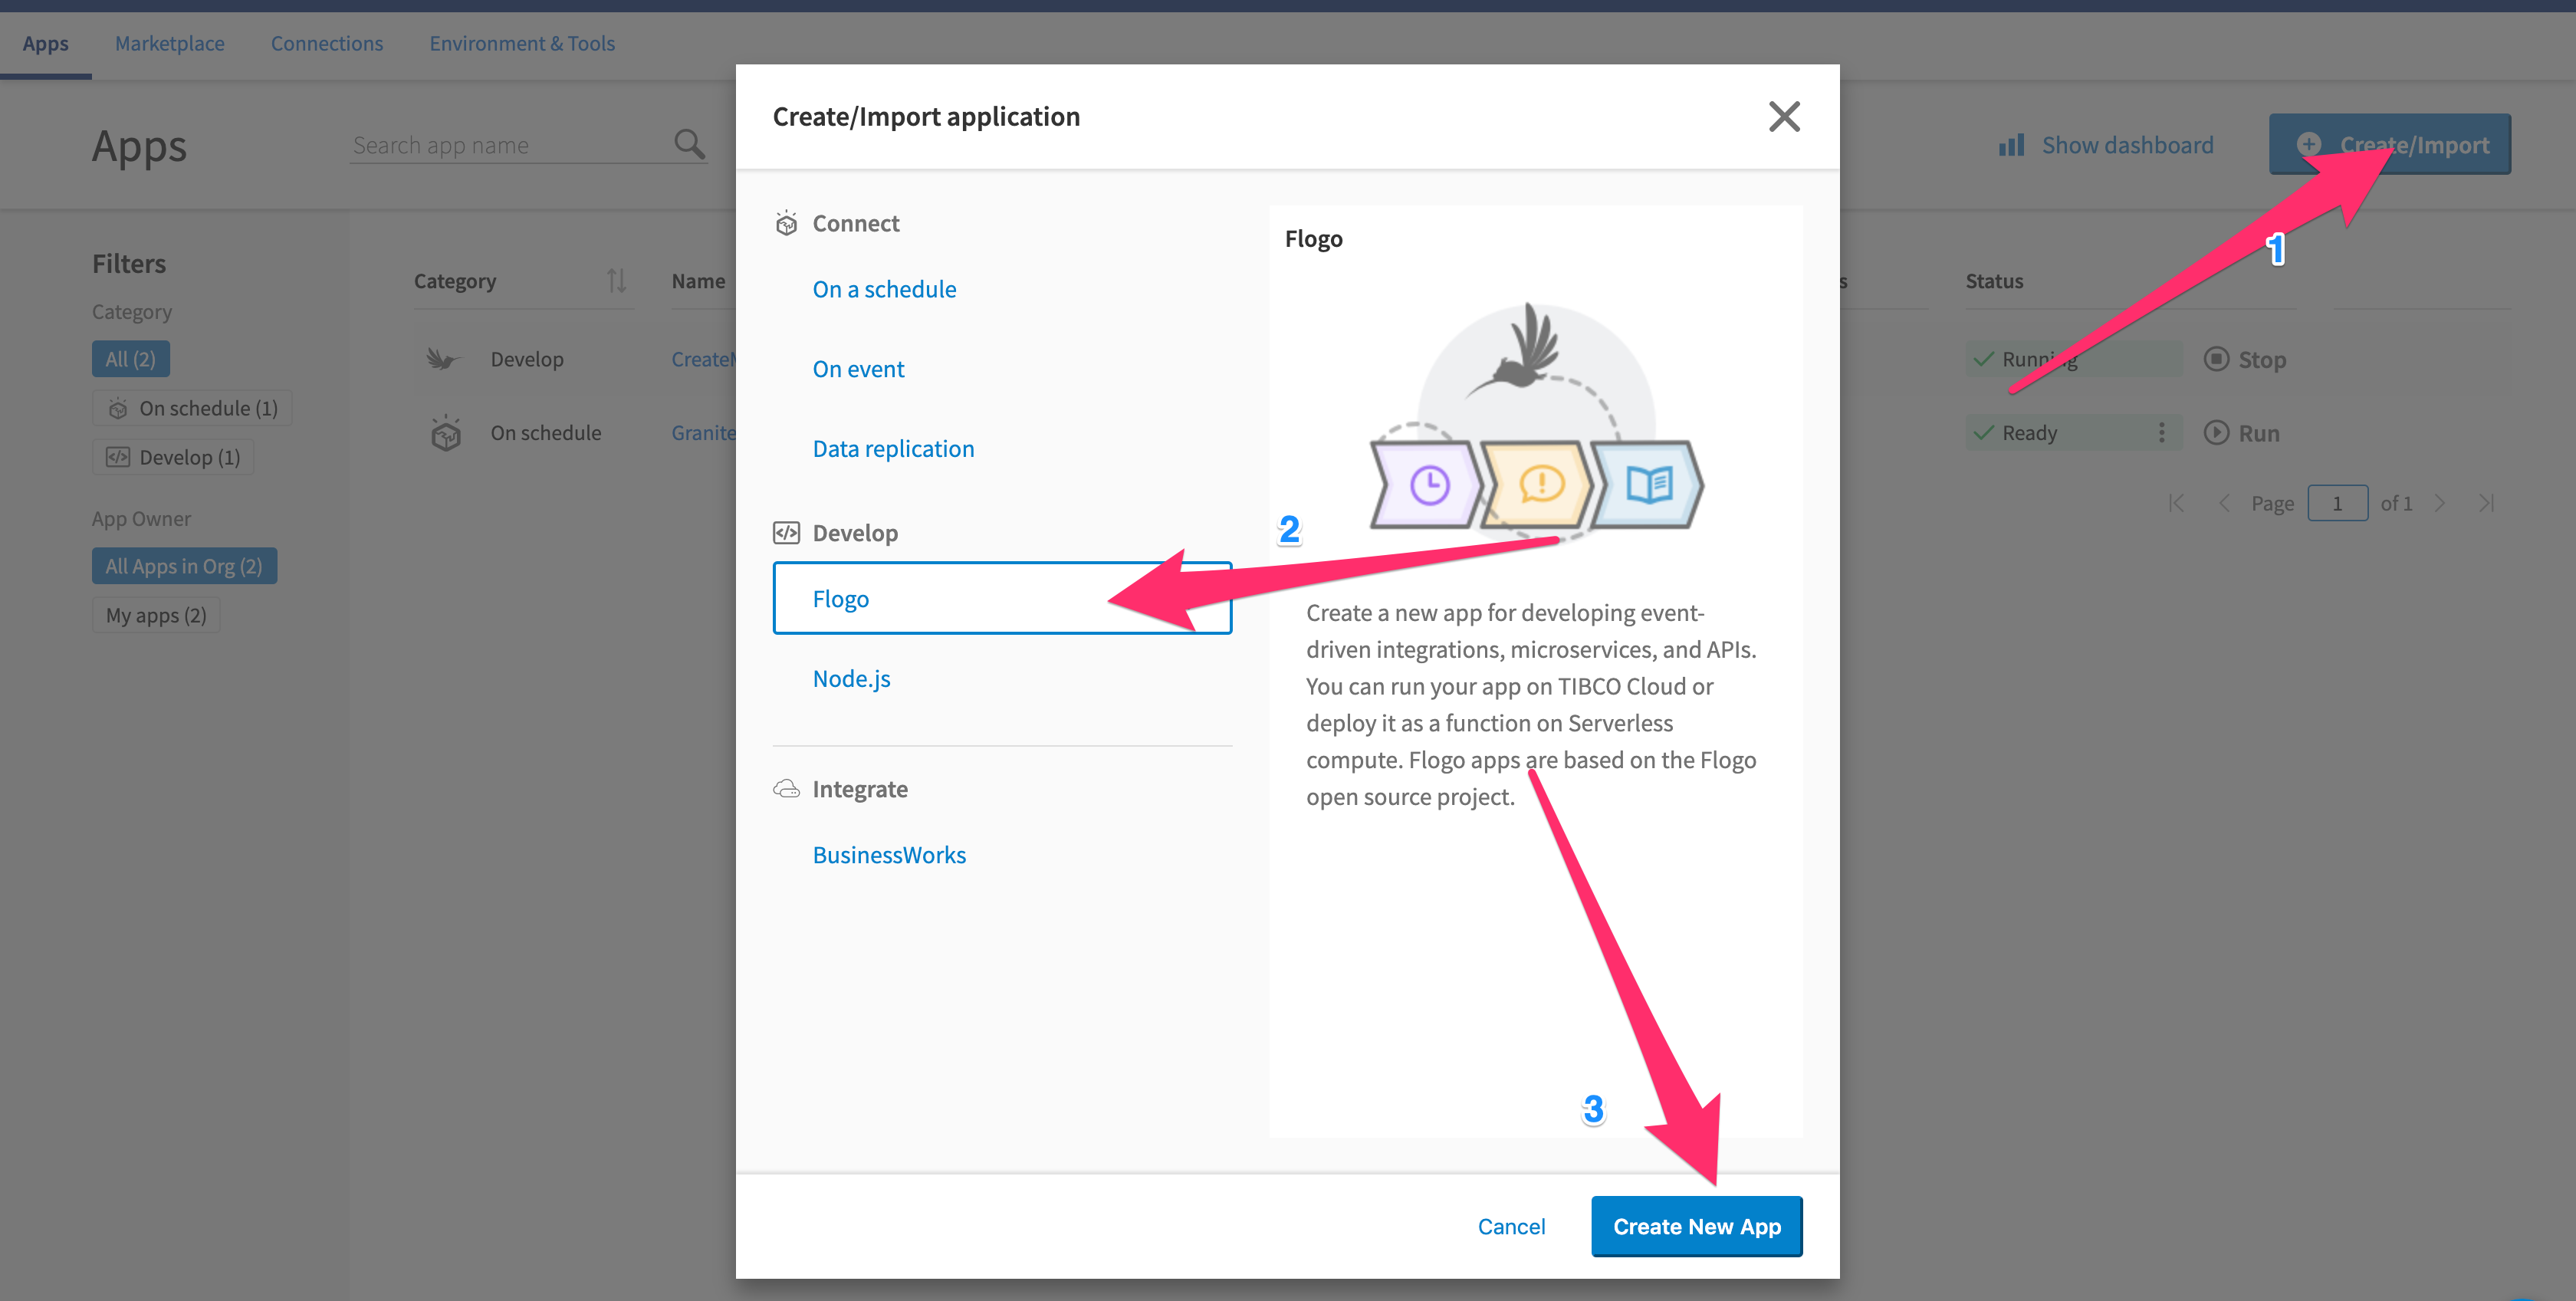 Apps
Marketplace
Connections
Environment & Tools
Apps
Search app name
Show dashboard
Create/Import
Filters
Category
All (2)
On schedule (1)
Develop (1)
App Owner
All Apps in Org (2)
My apps (2)
Category
Name
Status
Develop
Running
Stop
On schedule
Granite
Ready
Run
Page
1
of 1
Create/Import application
Connect
On a schedule
On event
Data replication
Develop
Flogo
Node.js
Integrate
BusinessWorks
Flogo
Create a new app for developing event-
driven integrations, microservices, and APIs.
You can run your app on TIBCO Cloud or
deploy it as a function on Serverless
compute. Flogo apps are based on the Flogo
open source project.
Cancel
Create New App
1
2
3